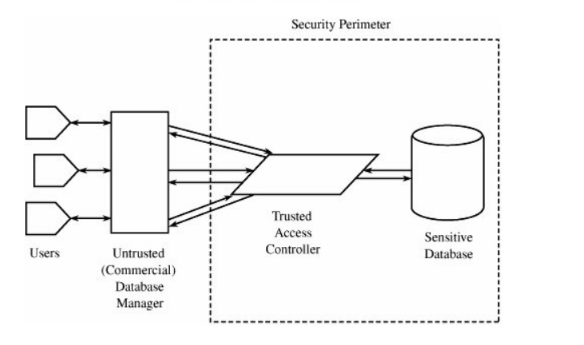 Security Perimeter
Users
Untrusted
(Commercial)
Database
Manager
Trusted
Access
Controller
Sensitive
Database